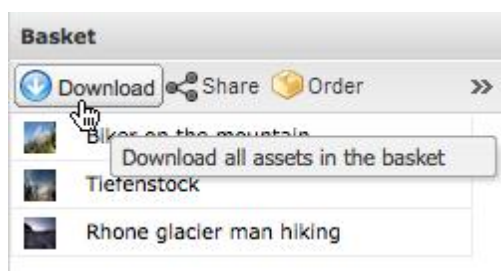 Basket
Download Share Order »
Biker on the mountain
Download all assets in the basket
Tiefenstock
Rhone glacier man hiking